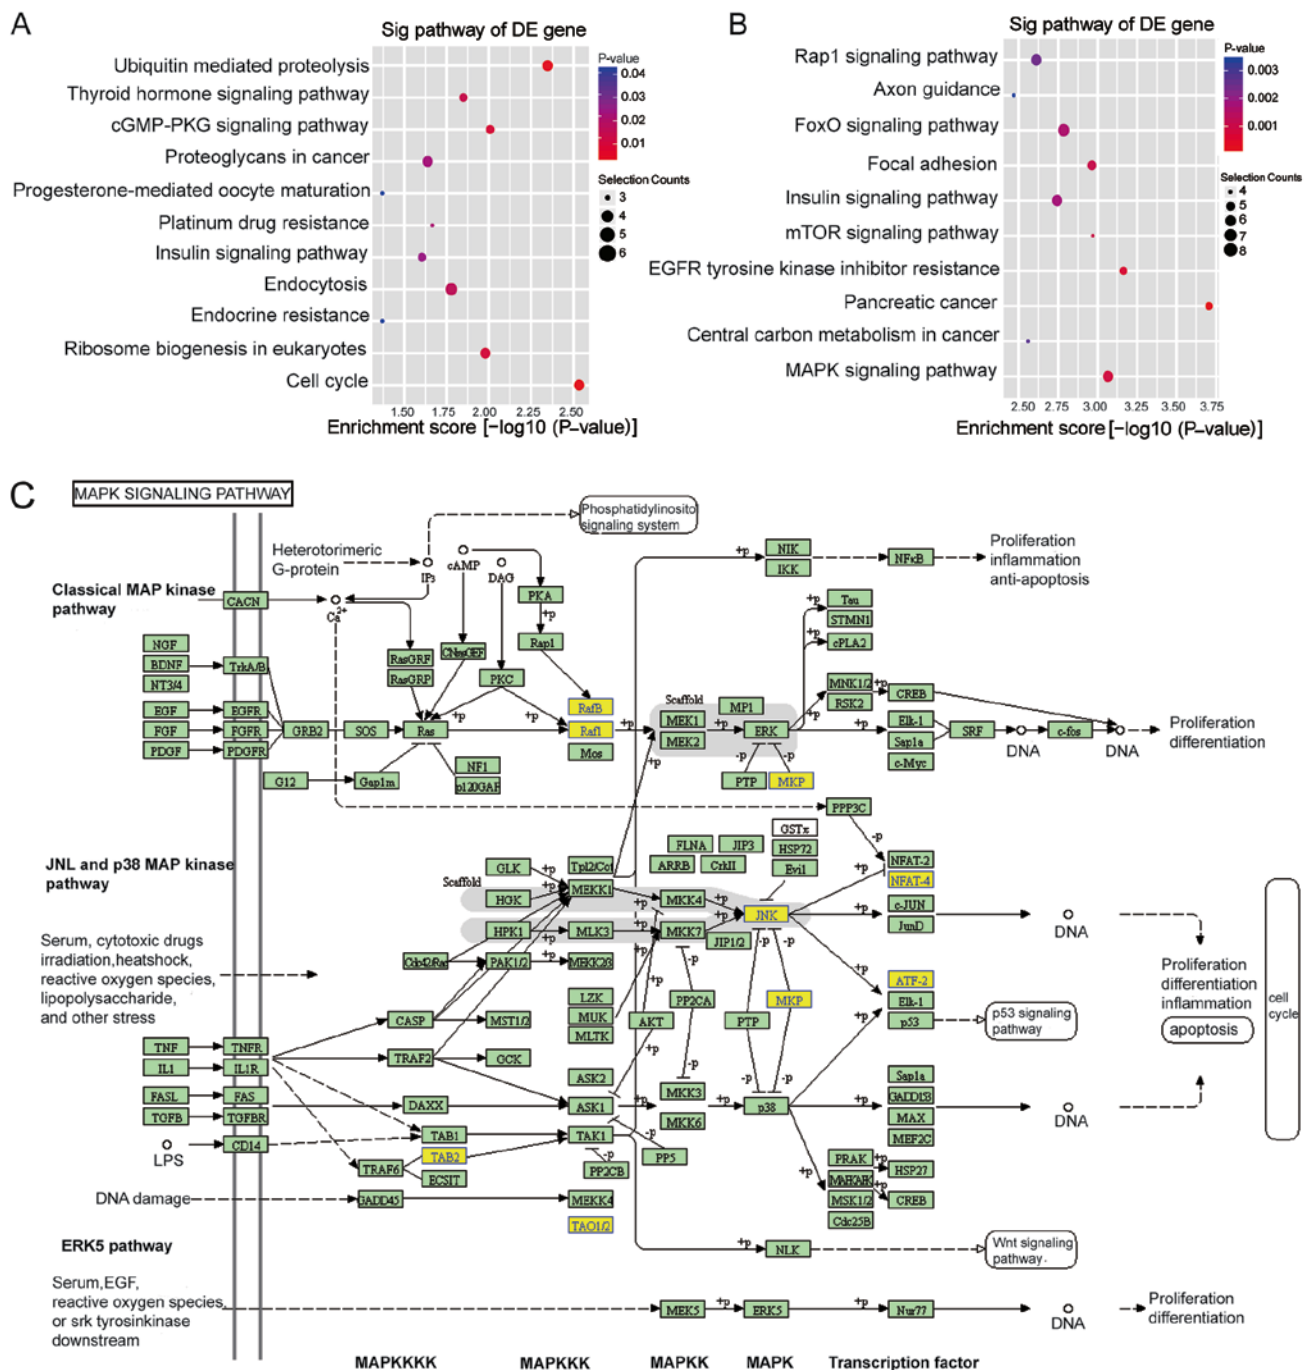 A
Sig pathway of DE gene
Ubiquitin mediated proteolysis
Thyroid hormone signaling pathway
cGMP-PKG signaling pathway
Proteoglycans in cancer
Progesterone-mediated oocyte maturation
Platinum drug resistance
Insulin signaling pathway
Endocytosis
Endocrine resistance
Ribosome biogenesis in eukaryotes
Cell cycle
1.50 1.75 2.00 2.25 2.50
Enrichment score [−log10 (P−value)]
P-value
0.04
0.03
0.02
0.01
Selection Counts
3
4
5
6
B
Sig pathway of DE gene
Rap1 signaling pathway
Axon guidance
FoxO signaling pathway
Focal adhesion
Insulin signaling pathway
mTOR signaling pathway
EGFR tyrosine kinase inhibitor resistance
Pancreatic cancer
Central carbon metabolism in cancer
MAPK signaling pathway
2.50 2.75 3.00 3.25 3.50 3.75
Enrichment score [−log10 (P−value)]
P-value
0.003
0.002
0.001
Selection Counts
4
5
6
7
8
C
MAPK SIGNALING PATHWAY
Phosphatidylinosito
signaling system
Heterotorimeric
G-protein
IP3
cAMP
DAG
+p
NIK
IKK
NFκB
Proliferation
inflammation
anti-apoptosis
Classical MAP kinase
pathway
CACN
Ca2+
PKA
+p
Rap1
+p
Tau
STMN1
+p
cPLA2
NGF
BDNF
NT3/4
TrkA/B
RasGRF
RasGRP
CNrasGEF
PKC
EGF
FGF
PDGF
EGFR
FGFR
PDGFR
GRB2
SOS
Ras
+p
+p
RafB
Raf1
Mos
+p
Scaffold
MEK1
MEK2
MP1
+p
ERK
+p
MNK1/2
RSK2
+p
CREB
+p
Elk-1
Sap1a
c-Myc
SRF
DNA
c-fos
DNA
Proliferation
differentiation
G12
Gap1m
NF1
p120GAP
+p
-p
-p
PTP
MKP
PPP3C
-p
JNL and p38 MAP kinase
pathway
Scaffold
GLK
HGK
+p
+p
Tpl2/Cot
MEKK1
FLNA
JIP3
ARRB
CrkII
GSTπ
HSP72
Evi1
NFAT-2
NFAT-4
HPK1
+p
MLK3
+p
+p
MKK4
MKK7
+p
+p
JIP1/2
JNK
+p
+p
c-JUN
JunD
DNA
Serum, cytotoxic drugs
irradiation,heatshock,
reactive oxygen species,
lipopolysaccharide,
and other stress
Cdc42/Rac
PAK1/2
+p
MEKK2/3
LZK
MUK
MLTK
+p
-p
PP2CA
AKT
-p
-p
PTP
MKP
+p
ATF-2
Elk-1
p53
p53 signaling
pathway
Proliferation
differentiation
inflammation
apoptosis
cell
cycle
CASP
MST1/2
TNF
IL1
TNFR
IL1R
TRAF2
GCK
ASK2
+p
-p
-p
-p
+p
FASL
TGFB
FAS
TGFBR
DAXX
ASK1
+p
MKK3
MKK6
+p
p38
+p
Sap1a
GADD153
MAX
MEF2C
DNA
LPS
CD14
TAB1
TAB2
ECSIT
TRAF6
TAK1
-p
-p
PP2CB
PP5
+p
PRAK
MAPKAPK
MSK1/2
Cdc25B
+p
+p
HSP27
CREB
DNA damage
GADD45
MEKK4
TAO1/2
ERK5 pathway
+p
NLK
Wnt signaling
pathway
Serum,EGF,
reactive oxygen species,
or srk tyrosinkinase
downstream
MEK5
+p
ERK5
+p
Nur77
DNA
Proliferation
differentiation
MAPKKKK
MAPKKK
MAPKK
MAPK
Transcription factor